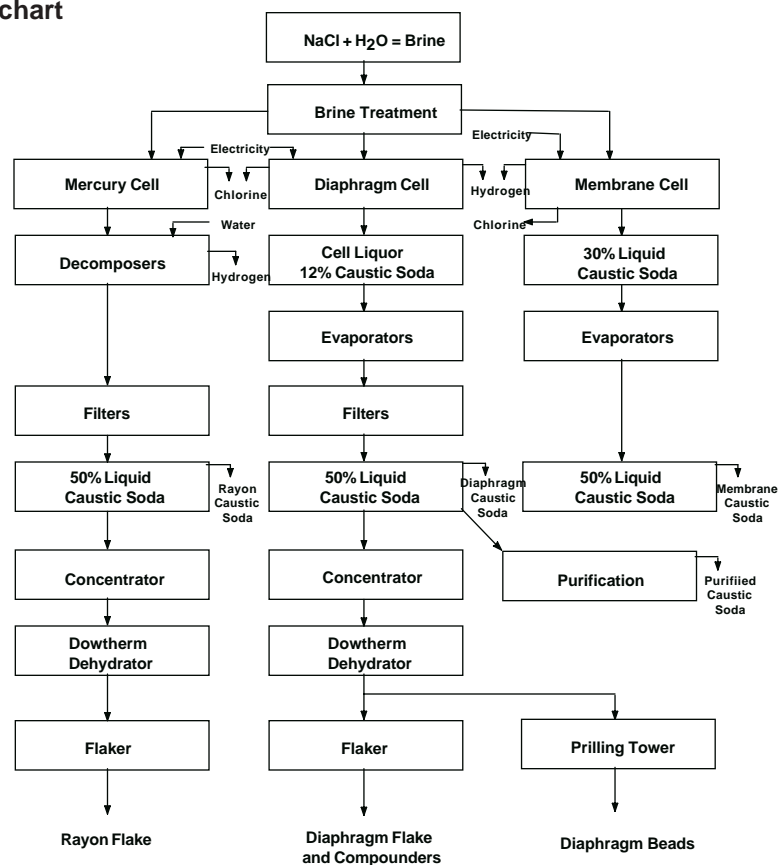 chart
NaCl + H2O = Brine
Brine Treatment
Electricity
Electricity
Mercury Cell
Chlorine
Diaphragm Cell
Hydrogen
Membrane Cell
Water
Chlorine
Decomposers
Hydrogen
Cell Liquor
12% Caustic Soda
30% Liquid
Caustic Soda
Evaporators
Evaporators
Filters
Filters
50% Liquid
Caustic Soda
Rayon
Caustic
Soda
50% Liquid
Caustic Soda
Diaphragm
Caustic
Soda
50% Liquid
Caustic Soda
Membrane
Caustic
Soda
Concentrator
Concentrator
Purification
Purifiied
Caustic
Soda
Dowtherm
Dehydrator
Dowtherm
Dehydrator
Flaker
Flaker
Prilling Tower
Rayon Flake
Diaphragm Flake
and Compounders
Diaphragm Beads